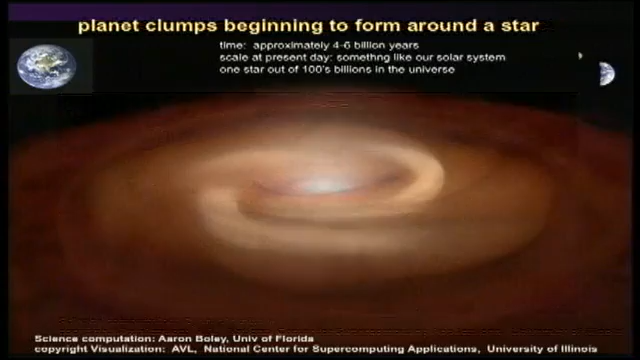 planet clumps beginning to form around a star
time: approximately 4-6 billion years
scale at present day: somethng like our solar system
one star out of 100's billions in the universe
Science computation: Aaron Boley, Univ of Florida
copyright Visualization: AVL, National Center for Supercomputing Applications, University of Illinois